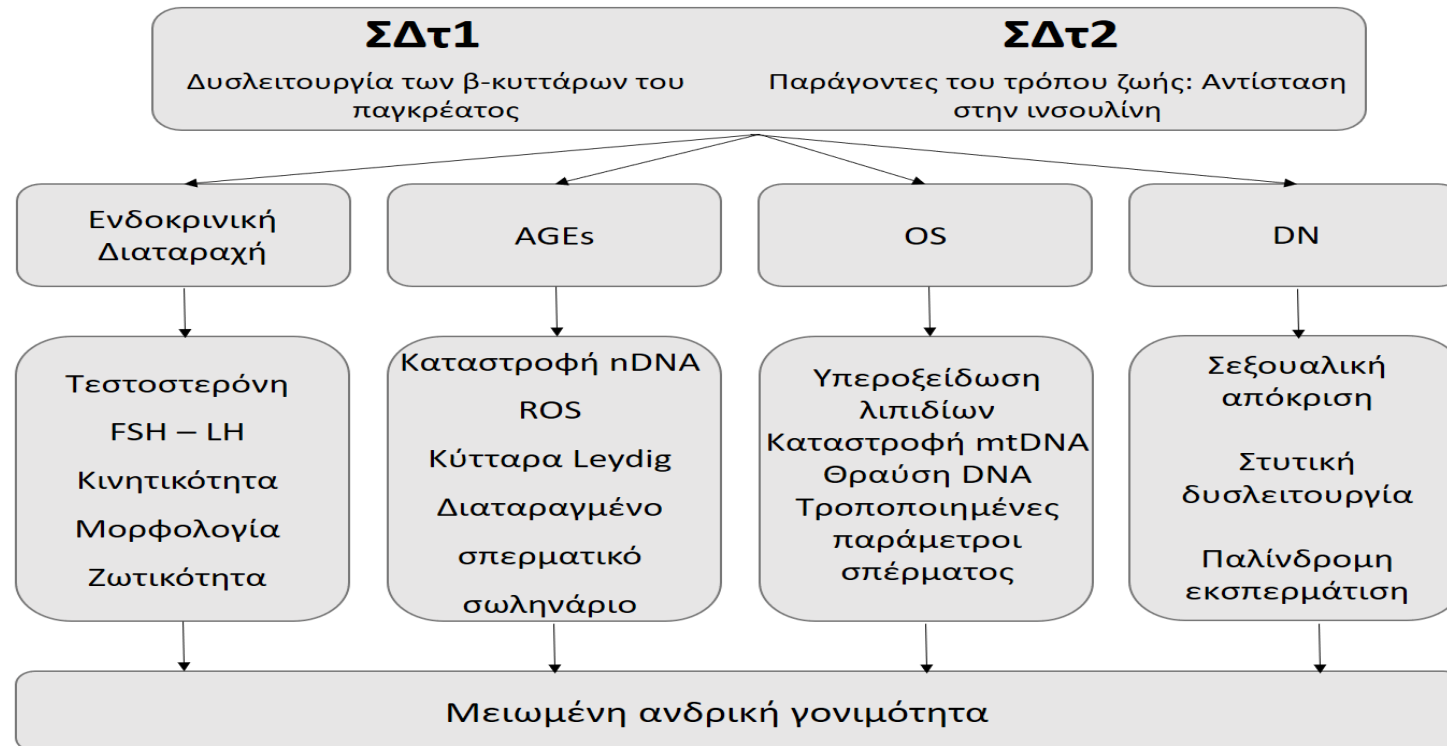 ΣΔτ1
Δυσλειτουργία των β-κυττάρων του
παγκρέατος
ΣΔτ2
Παράγοντες του τρόπου ζωής: Αντίσταση
στην ινσουλίνη
Ενδοκρινική
Διαταραχή
AGEs
OS
DN
Τεστοστερόνη
FSH – LH
Κινητικότητα
Μορφολογία
Ζωτικότητα
Καταστροφή nDNA
ROS
Κύτταρα Leydig
Διαταραγμένο
σπερματικό
σωληνάριο
Υπεροξείδωση
λιπιδίων
Καταστροφή mtDNA
Θραύση DNA
Τροποποιημένες
παράμετροι
σπέρματος
Σεξουαλική
απόκριση
Στυτική
δυσλειτουργία
Παλίνδρομη
εκσπερμάτιση
Μειωμένη ανδρική γονιμότητα